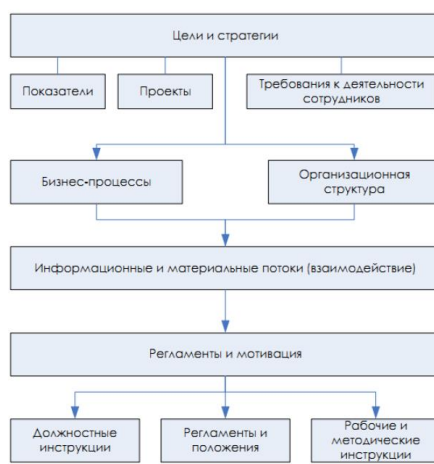 Цели и стратегии
Показатели
Проекты
Требования к деятельности
сотрудников
Бизнес-процессы
Организационная
структура
Информационные и материальные потоки (взаимодействие)
Регламенты и мотивация
Должностные
инструкции
Регламенты и
положения
Рабочие и
методические
инструкции